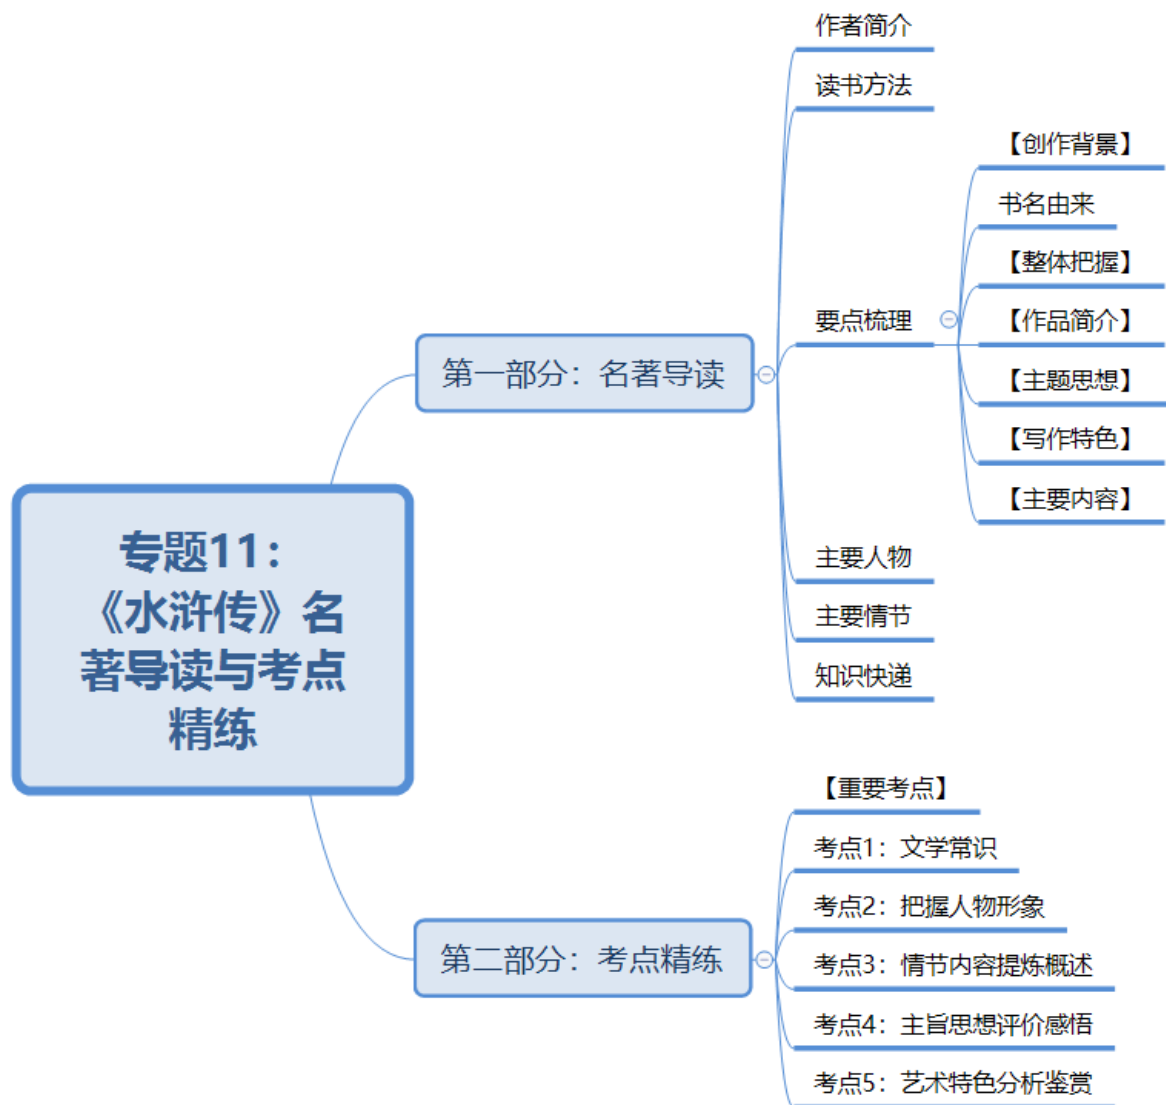 专题11：
《水浒传》名
著导读与考点
精练
第一部分：名著导读
作者简介
读书方法
要点梳理
【创作背景】
书名由来
【整体把握】
【作品简介】
【主题思想】
【写作特色】
【主要内容】
主要人物
主要情节
知识快递
第二部分：考点精练
【重要考点】
考点1：文学常识
考点2：把握人物形象
考点3：情节内容提炼概述
考点4：主旨思想评价感悟
考点5：艺术特色分析鉴赏